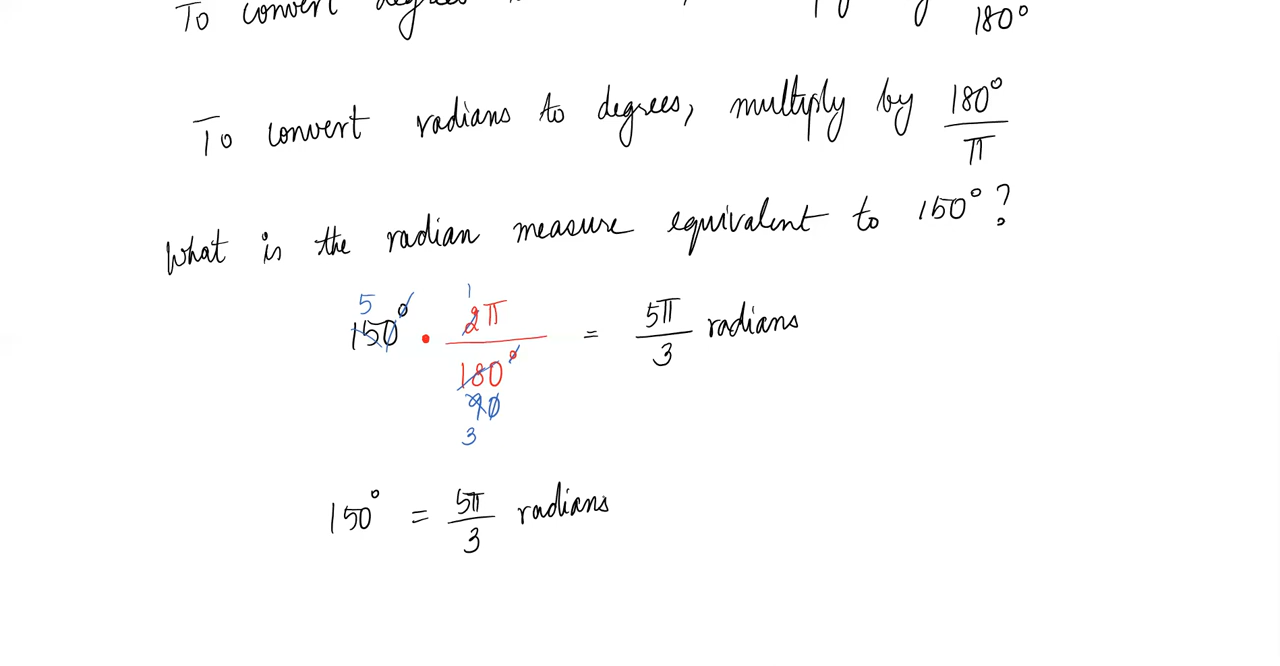 To convert
180°
To convert radians to degrees, multiply by 180°/π
What is the radian measure equivalent to 150°?
5 1
150° · 2π/180° = 5π/3 radians
90
3
150° = 5π/3 radians